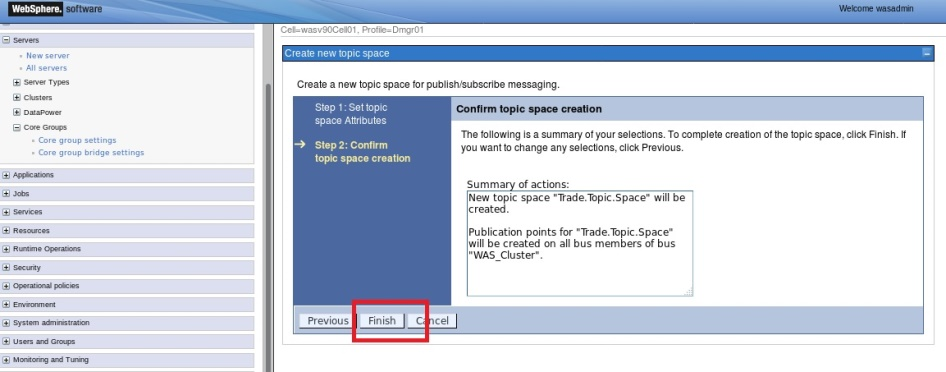 WebSphere. software
Welcome wasadmin
Servers
New server
All servers
Server Types
Clusters
DataPower
Core Groups
Core group settings
Core group bridge settings
Applications
Jobs
Services
Resources
Runtime Operations
Security
Operational policies
Environment
System administration
Users and Groups
Monitoring and Tuning
Cell=wasv90Cell01, Profile=Dmgr01
Create new topic space
Create a new topic space for publish/subscribe messaging.
Step 1: Set topic
space Attributes
Step 2: Confirm
topic space creation
Confirm topic space creation
The following is a summary of your selections. To complete creation of the topic space, click Finish. If
you want to change any selections, click Previous.
Summary of actions:
New topic space "Trade.Topic.Space" will be
created.
Publication points for "Trade.Topic.Space"
will be created on all bus members of bus
"WAS_Cluster".
Previous Finish Cancel